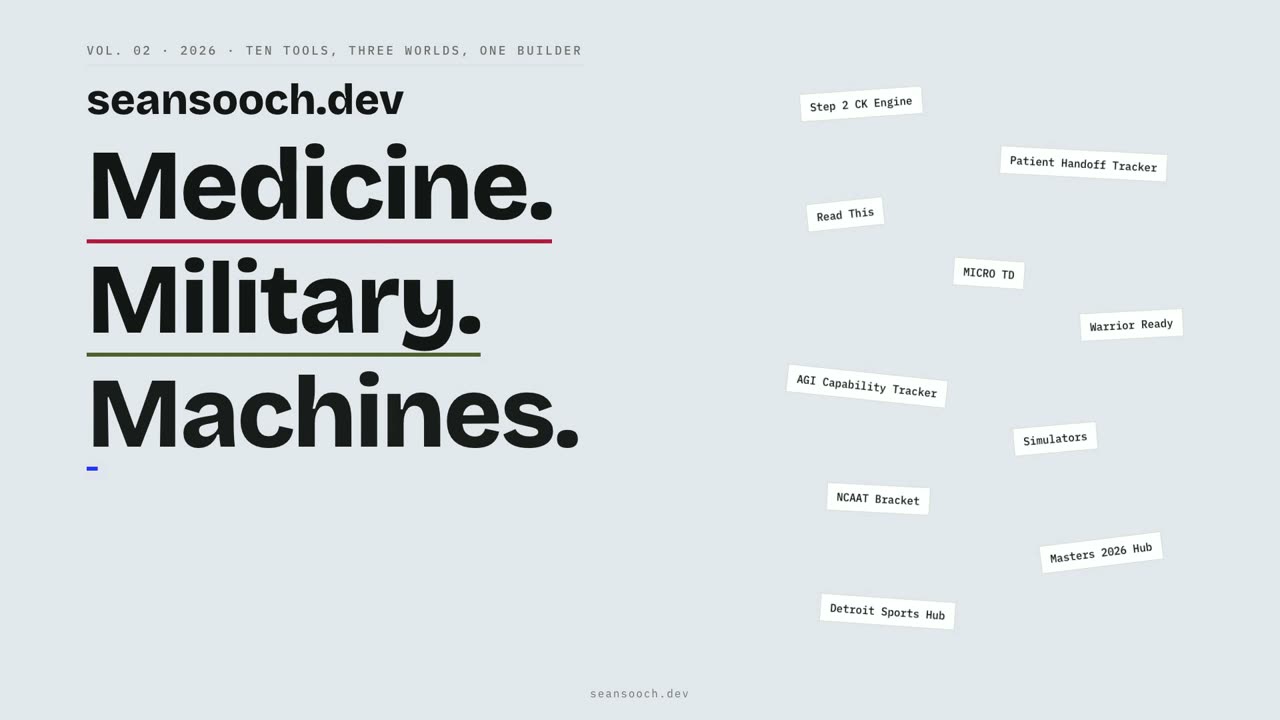 VOL. 02 · 2026 · TEN TOOLS, THREE WORLDS, ONE BUILDER
seansooch.dev
Medicine.
Military.
Machines.
Step 2 CK Engine
Patient Handoff Tracker
Read This
MICRO TD
Warrior Ready
AGI Capability Tracker
Simulators
NCAAT Bracket
Masters 2026 Hub
Detroit Sports Hub
seansooch.dev